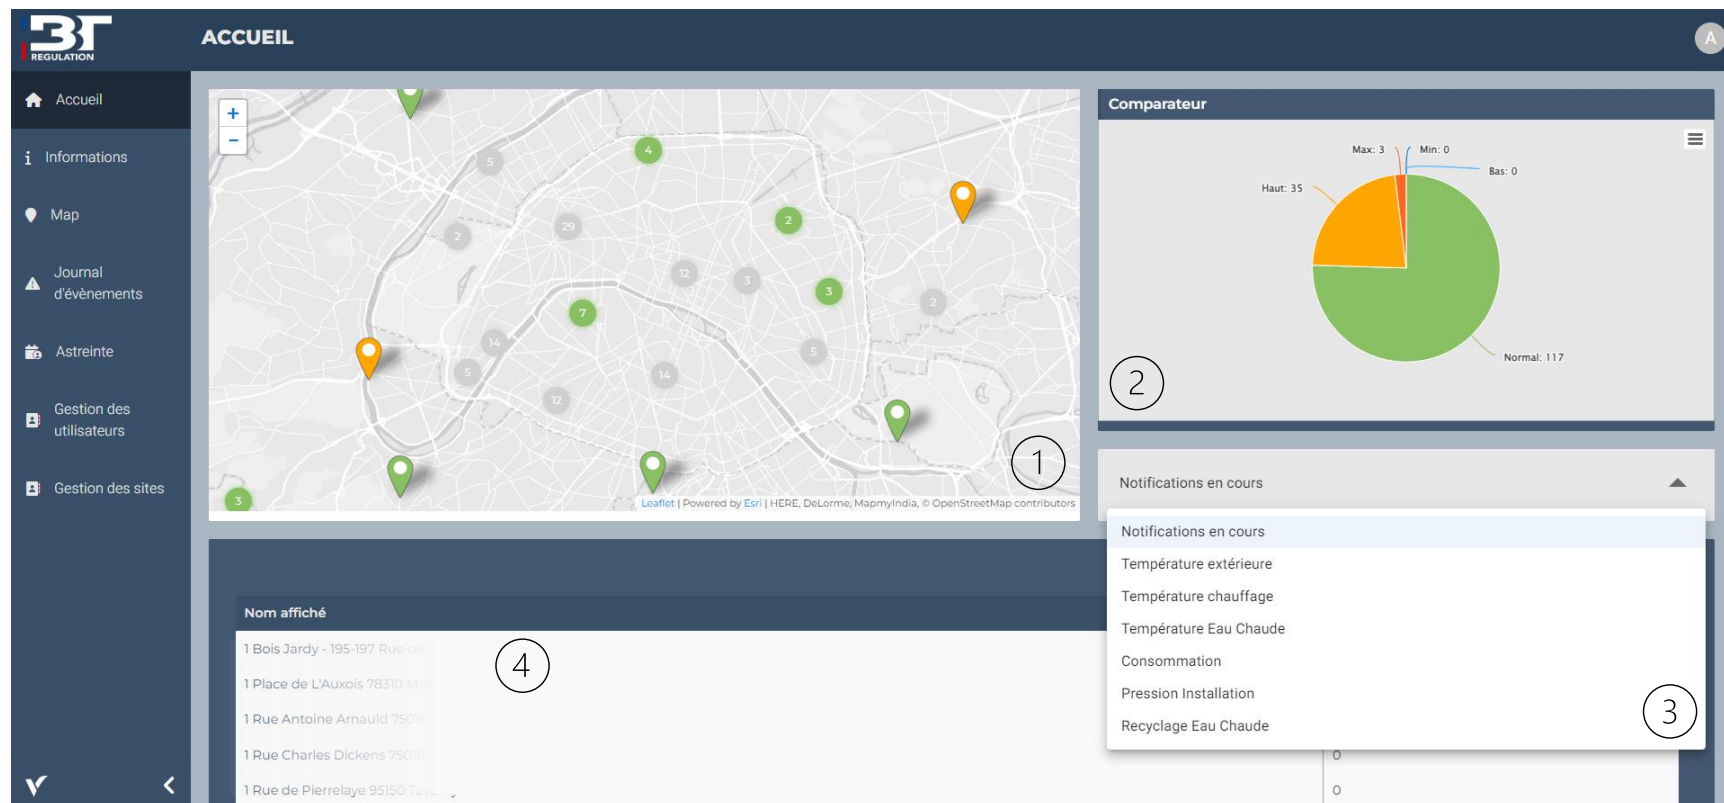 BT
REGULATION
ACCUEIL
A
Accueil
Informations
Map
Journal
d'évènements
Astreinte
Gestion des
utilisateurs
Gestion des sites
+
−
5
4
2
29
2
12
3
3
2
7
14
5
5
14
12
3
1
Leaflet | Powered by Esri | HERE, DeLorme, MapmyIndia, © OpenStreetMap contributors
Comparateur
Max: 3
Min: 0
Bas: 0
Haut: 35
Normal: 117
2
Notifications en cours
Notifications en cours
Température extérieure
Température chauffage
Température Eau Chaude
Consommation
Pression Installation
Recyclage Eau Chaude
3
Nom affiché
1 Bois Jardy - 195-197 Rue de
1 Place de L'Auxois 78310
1 Rue Antoine Arnauld 75016
1 Rue Charles Dickens 75016
0
1 Rue de Pierrelaye 95150
0
4